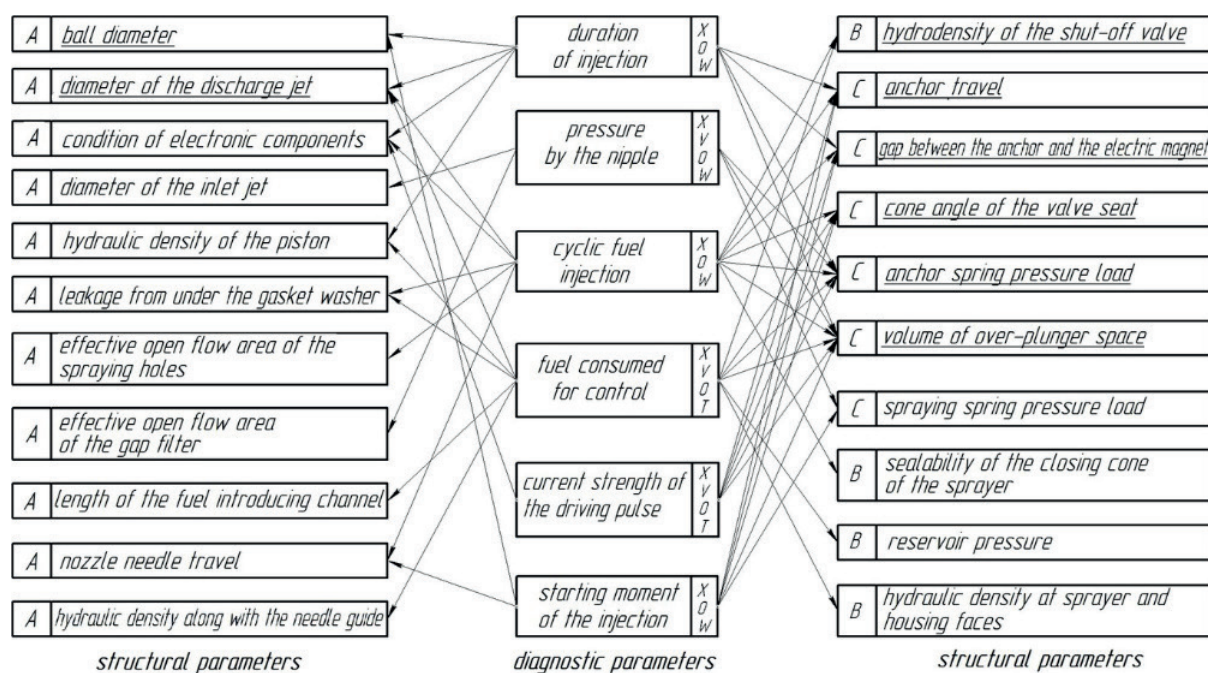 A ball diameter
A diameter of the discharge jet
A condition of electronic components
A diameter of the inlet jet
A hydraulic density of the piston
A leakage from under the gasket washer
A effective open flow area of the
spraying holes
A effective open flow area
of the gap filter
A length of the fuel introducing channel
A nozzle needle travel
A hydraulic density along with the needle guide
structural parameters
duration
of injection
X
O
W
pressure
by the nipple
X
V
O
W
cyclic fuel
injection
X
O
W
fuel consumed
for control
X
V
O
T
current strength of
the driving pulse
X
V
O
T
starting moment
of the injection
X
O
W
diagnostic parameters
B hydrodensity of the shut-off valve
C anchor travel
C gap between the anchor and the electric magnet
C cone angle of the valve seat
C anchor spring pressure load
C volume of over-plunger space
C spraying spring pressure load
B sealability of the closing cone
of the sprayer
B reservoir pressure
B hydraulic density at sprayer and
housing faces
structural parameters